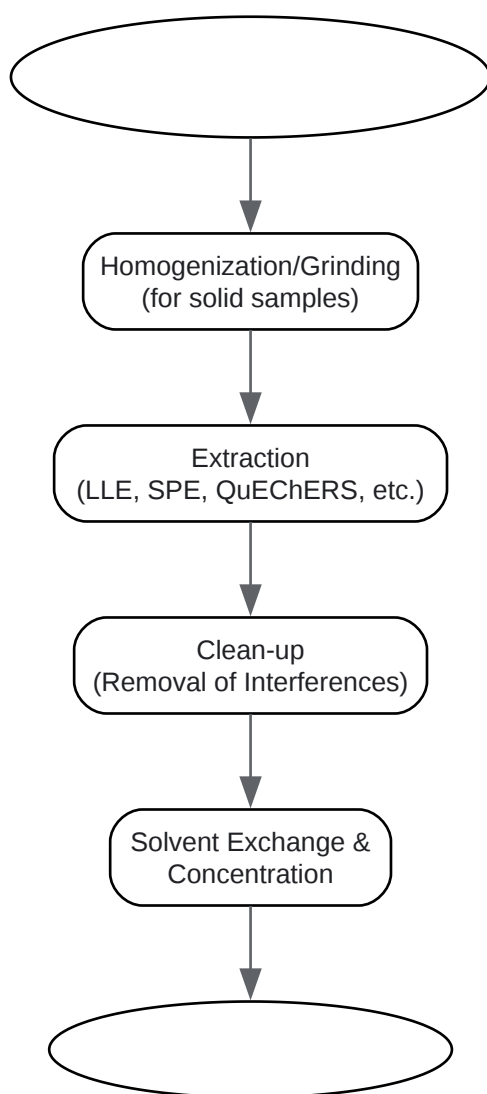 Homogenization/Grinding
(for solid samples)
Extraction
(LLE, SPE, QuEChERS, etc.)
Clean-up
(Removal of Interferences)
Solvent Exchange &
Concentration